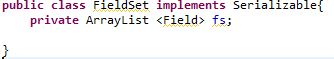 public class FieldSet implements Serializable{
    private ArrayList <Field> fs;
}